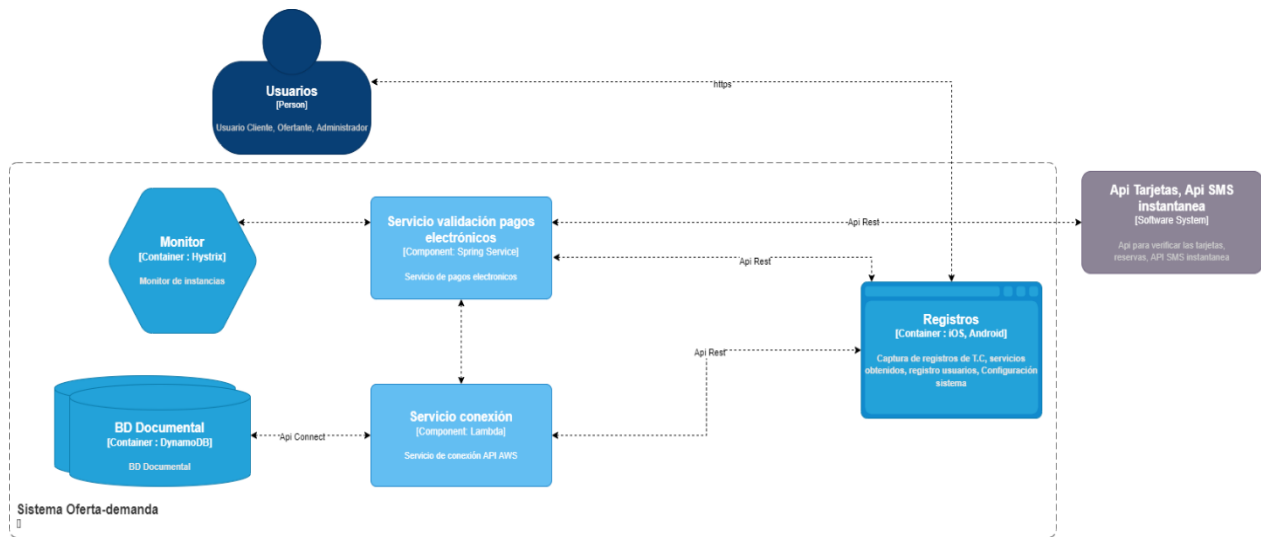 Usuarios
[Person]
Usuario Cliente, Ofertante, Administrador
https
Api Tarjetas, Api SMS
instantanea
[Software System]
Api para verificar las tarjetas,
reservas, API SMS instantanea
Monitor
[Container : Hystrix]
Monitor de instancias
Servicio validación pagos
electrónicos
[Component: Spring Service]
Servicio de pagos electronicos
Api Rest
Api Rest
Registros
[Container : iOS, Android]
Captura de registros de T.C, servicios
obtenidos, registro usuarios, Configuración
sistema
Api Rest
BD Documental
[Container : DynamoDB]
BD Documental
Api Connect
Servicio conexión
[Component: Lambda]
Servicio de conexión API AWS
Sistema Oferta-demanda